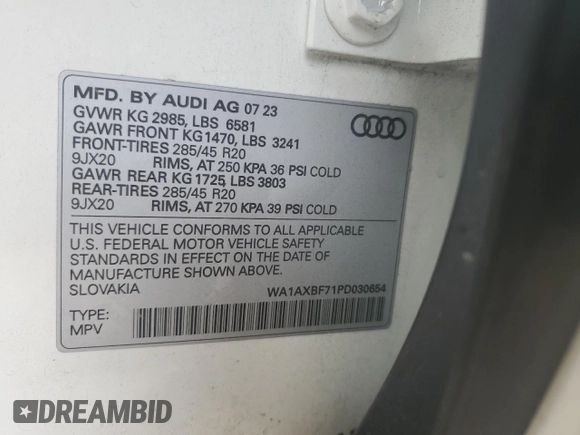 MFD. BY AUDI AG 07 23
GVWR KG 2985, LBS 6581
GAWR FRONT KG 1470, LBS 3241
FRONT-TIRES 285/45 R20
9JX20 RIMS, AT 250 KPA 36 PSI COLD
GAWR REAR KG 1725, LBS 3803
REAR-TIRES 285/45 R20
9JX20 RIMS, AT 270 KPA 39 PSI COLD
THIS VEHICLE CONFORMS TO ALL APPLICABLE
U.S. FEDERAL MOTOR VEHICLE SAFETY
STANDARDS IN EFFECT ON THE DATE OF
MANUFACTURE SHOWN ABOVE.
SLOVAKIA WA1AXBF71PD030654
TYPE:
MPV
DREAMBID